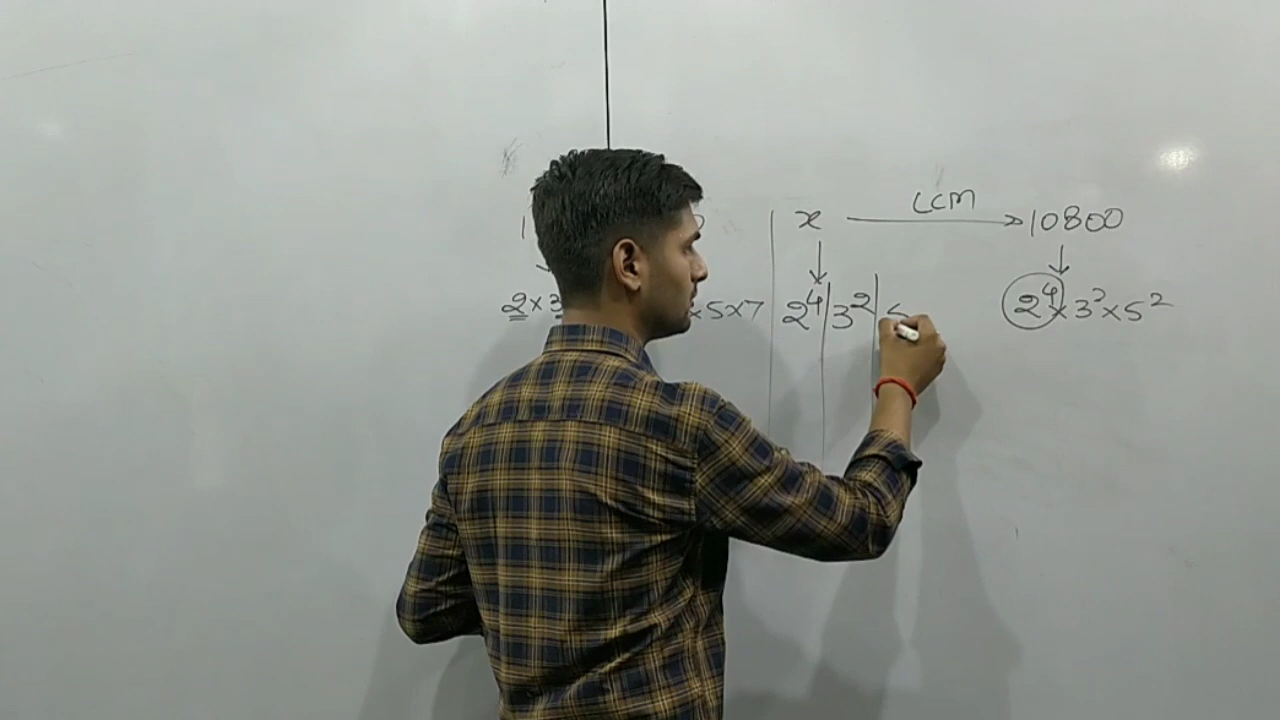 x LCM → 10800
2 × 3 × 5 × 7 | 2⁴ | 3² | 5 2⁴ × 3² × 5²